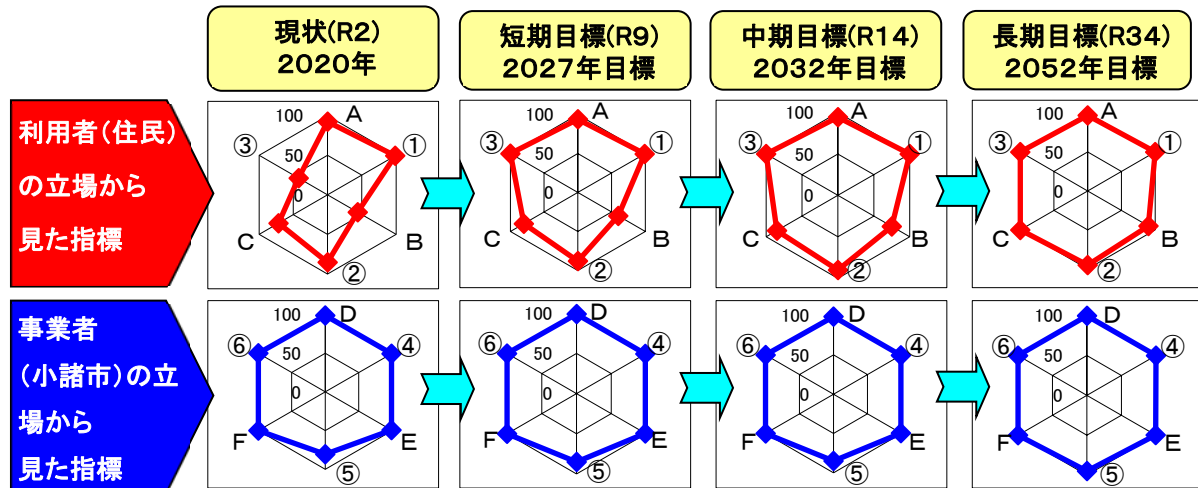 現状(R2)
2020年
短期目標(R9)
2027年目標
中期目標(R14)
2032年目標
長期目標(R34)
2052年目標
利用者(住民)
の立場から
見た指標
100
50
0
A
①
B
②
C
③
100
50
0
A
①
B
②
C
③
100
50
0
A
①
B
②
C
③
100
50
0
A
①
B
②
C
③
事業者
(小諸市)の立
場から
見た指標
100
50
0
D
④
E
⑤
F
⑥
100
50
0
D
④
E
⑤
F
⑥
100
50
0
D
④
E
⑤
F
⑥
100
50
0
D
④
E
⑤
F
⑥